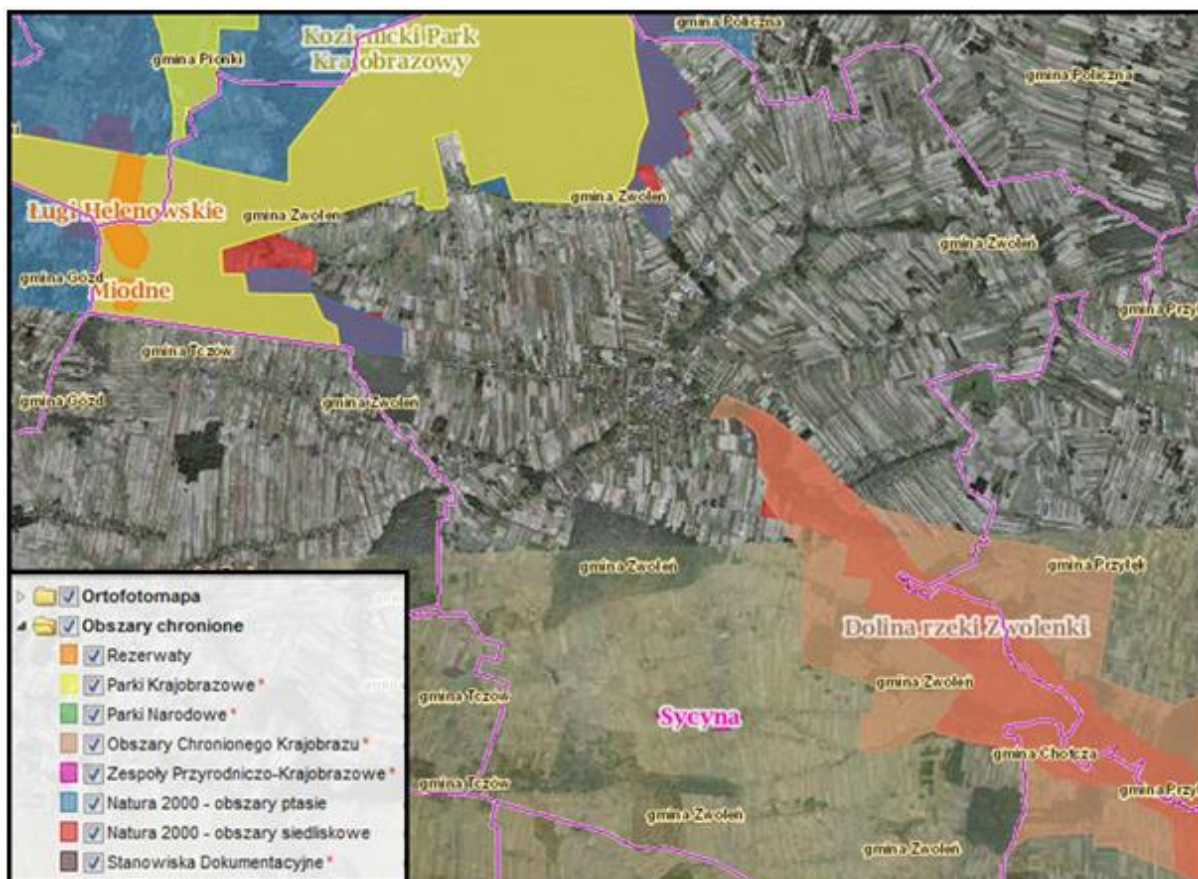 gmina Policzna
Kozienicki Park
Krajobrazowy
gmina Pionki
gmina Policzna
Ługi Helenowskie
gmina Zwoleń
gmina Zwoleń
gmina Zwoleń
gmina Gózd
Miodne
gmina Tczów
gmina Gózd
gmina Zwoleń
gmina Zwoleń
gmina Przyłęk
Dolina rzeki Zwolenki
gmina Zwoleń
gmina Tczów
Sycyna
gmina Chotcza
gmina Tczów
gmina Zwoleń
gmina Zwoleń
Ortofotomapa
Obszary chronione
Rezerwaty
Parki Krajobrazowe *
Parki Narodowe *
Obszary Chronionego Krajobrazu *
Zespoły Przyrodniczo-Krajobrazowe *
Natura 2000 - obszary ptasie
Natura 2000 - obszary siedliskowe
Stanowiska Dokumentacyjne *